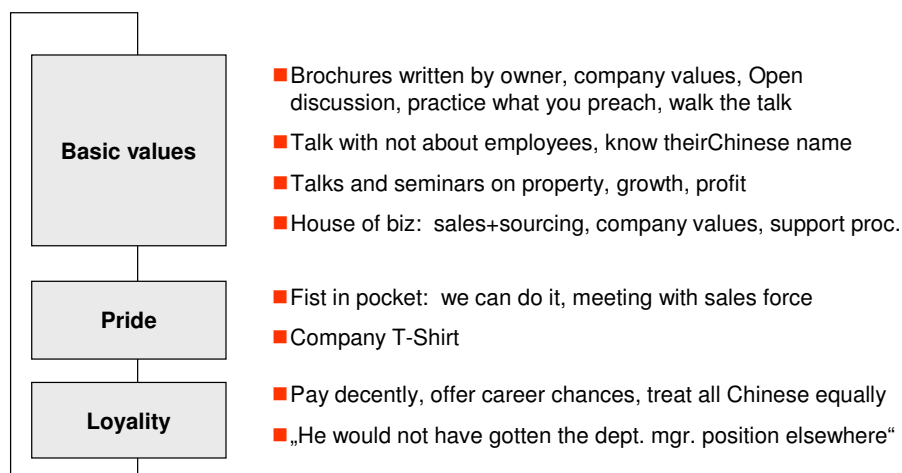 Basic values
Brochures written by owner, company values, Open
discussion, practice what you preach, walk the talk
Talk with not about employees, know theirChinese name
Talks and seminars on property, growth, profit
House of biz: sales+sourcing, company values, support proc.
Pride
Fist in pocket: we can do it, meeting with sales force
Company T-Shirt
Loyality
Pay decently, offer career chances, treat all Chinese equally
„He would not have gotten the dept. mgr. position elsewhere“